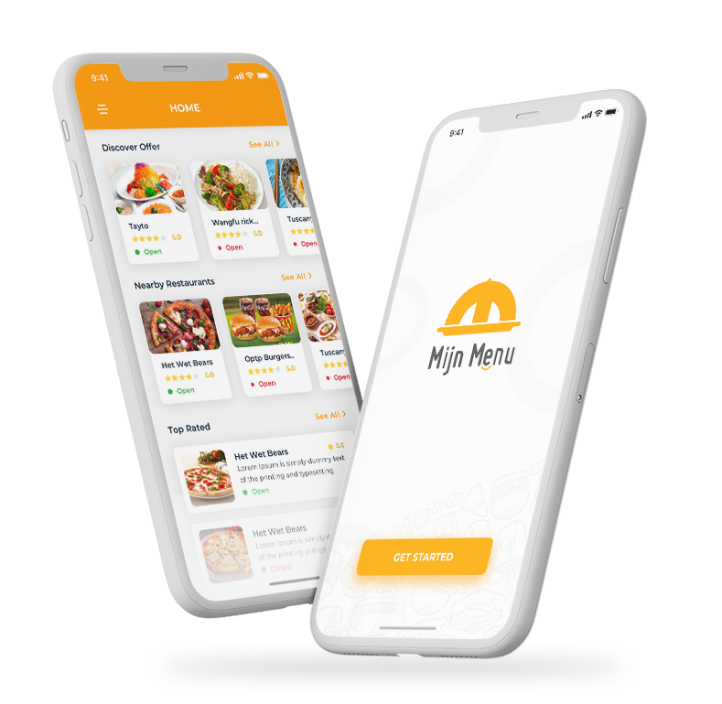 9:41
HOME
Discover Offer
See All >
Tayto
5.0
Open
Wangfu rick..
5.0
Open
Tuscan
Open
Nearby Restaurants
See All >
Het Wet Bears
5.0
Open
Optp Burgers..
5.0
Open
Tuscan
Open
Top Rated
See All >
Het Wet Bears
5.0
Lorem Ipsum is simply dummy text
of the printing and typesetting
Open
Het Wet Bears
Lorem Ipsum is simply
of the printing and typ
Closed
9:41
Mijn Menu
GET STARTED